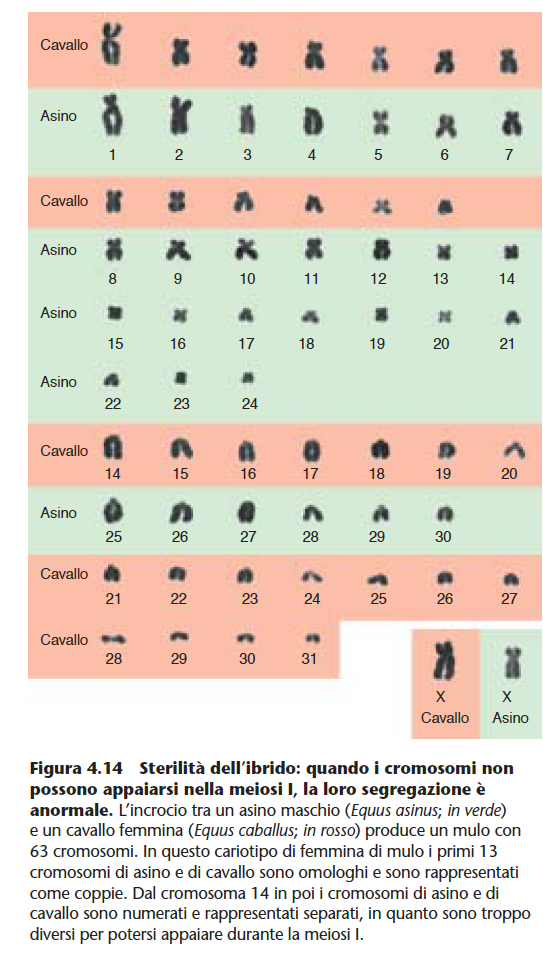 Cavallo
Asino
1 2 3 4 5 6 7
Cavallo
Asino
8 9 10 11 12 13 14
Asino
15 16 17 18 19 20 21
Asino
22 23 24
Cavallo
14 15 16 17 18 19 20
Asino
25 26 27 28 29 30
Cavallo
21 22 23 24 25 26 27
Cavallo
28 29 30 31
X X
Cavallo Asino
Figura 4.14 Sterilità dell’ibrido: quando i cromosomi non
possono appaiarsi nella meiosi I, la loro segregazione è
anormale. L’incrocio tra un asino maschio (Equus asinus; in verde)
e un cavallo femmina (Equus caballus; in rosso) produce un mulo con
63 cromosomi. In questo cariotipo di femmina di mulo i primi 13
cromosomi di asino e di cavallo sono omologhi e sono rappresentati
come coppie. Dal cromosoma 14 in poi i cromosomi di asino e di
cavallo sono numerati e rappresentati separati, in quanto sono troppo
diversi per potersi appaiare durante la meiosi I.